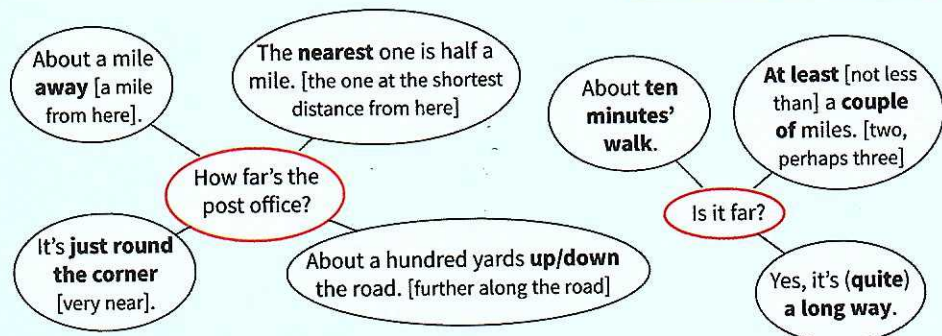 About a mile
away [a mile
from here].
The nearest one is half a
mile. [the one at the shortest
distance from here]
How far's the
post office?
It's just round
the corner
[very near].
About a hundred yards up/down
the road. [further along the road]
About ten
minutes'
walk.
At least [not less
than] a couple
of miles. [two,
perhaps three]
Is it far?
Yes, it's (quite)
a long way.